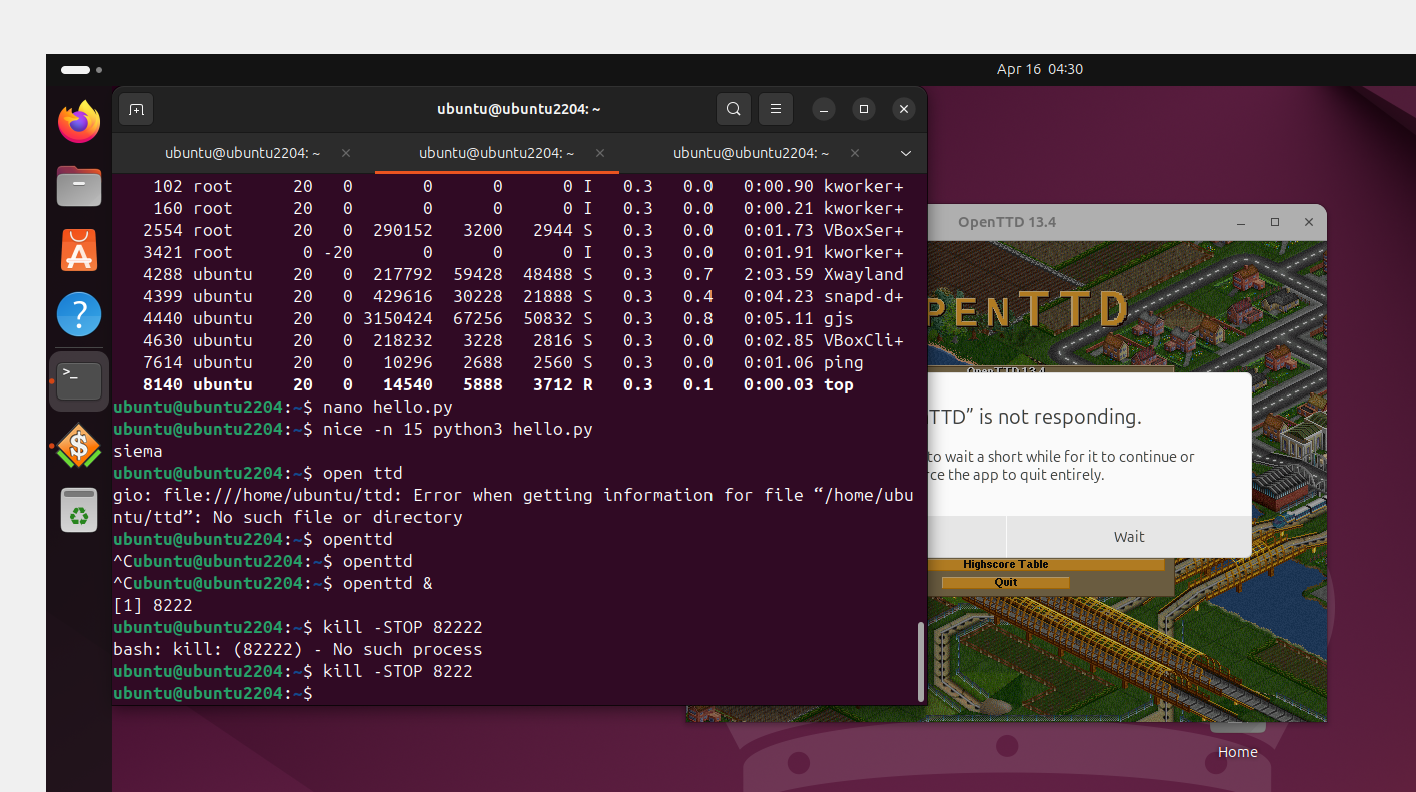 Apr 16 04:30
ubuntu@ubuntu2204: ~
ubuntu@ubuntu2204: ~ ubuntu@ubuntu2204: ~ ubuntu@ubuntu2204: ~
102 root 20 0 0 0 0 I 0.3 0.0 0:00.90 kworker+
160 root 20 0 0 0 0 I 0.3 0.0 0:00.21 kworker+
2554 root 20 0 290152 3200 2944 S 0.3 0.0 0:01.73 VBoxSer+
3421 root 0 -20 0 0 0 I 0.3 0.0 0:01.91 kworker+
4288 ubuntu 20 0 217792 59428 48488 S 0.3 0.7 2:03.59 Xwayland
4399 ubuntu 20 0 429616 30228 21888 S 0.3 0.4 0:04.23 snapd-d+
4440 ubuntu 20 0 3150424 67256 50832 S 0.3 0.8 0:05.11 gjs
4630 ubuntu 20 0 218232 3228 2816 S 0.3 0.0 0:02.85 VBoxCli+
7614 ubuntu 20 0 10296 2688 2560 S 0.3 0.0 0:01.06 ping
8140 ubuntu 20 0 14540 5888 3712 R 0.3 0.1 0:00.03 top
ubuntu@ubuntu2204:~$ nano hello.py
ubuntu@ubuntu2204:~$ nice -n 15 python3 hello.py
siema
ubuntu@ubuntu2204:~$ open ttd
gio: file:///home/ubuntu/ttd: Error when getting information for file “/home/ubu
ntu/ttd”: No such file or directory
ubuntu@ubuntu2204:~$ openttd
^Cubuntu@ubuntu2204:~$ openttd
^Cubuntu@ubuntu2204:~$ openttd &
[1] 8222
ubuntu@ubuntu2204:~$ kill -STOP 82222
bash: kill: (82222) - No such process
ubuntu@ubuntu2204:~$ kill -STOP 8222
ubuntu@ubuntu2204:~$
OpenTTD 13.4
PENTTD
OpenTTD 13.4
TTD” is not responding.
to wait a short while for it to continue or
rce the app to quit entirely.
Wait
Highscore Table
Quit
Home